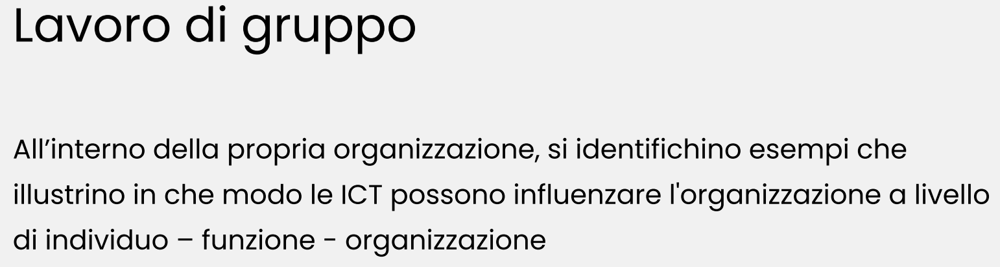 Lavoro di gruppo
All’interno della propria organizzazione, si identifichino esempi che
illustrino in che modo le ICT possono influenzare l'organizzazione a livello
di individuo – funzione - organizzazione